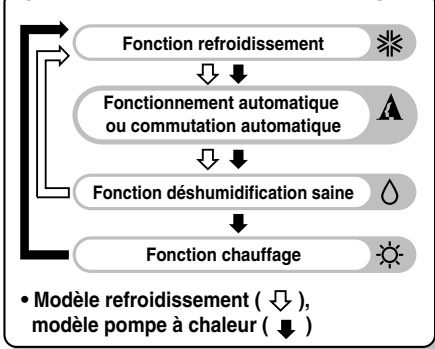 Fonction refroidissement
Fonctionnement automatique
ou commutation automatique
Fonction déshumidification saine
Fonction chauffage
• Modèle refroidissement ( ),
modèle pompe à chaleur ( )